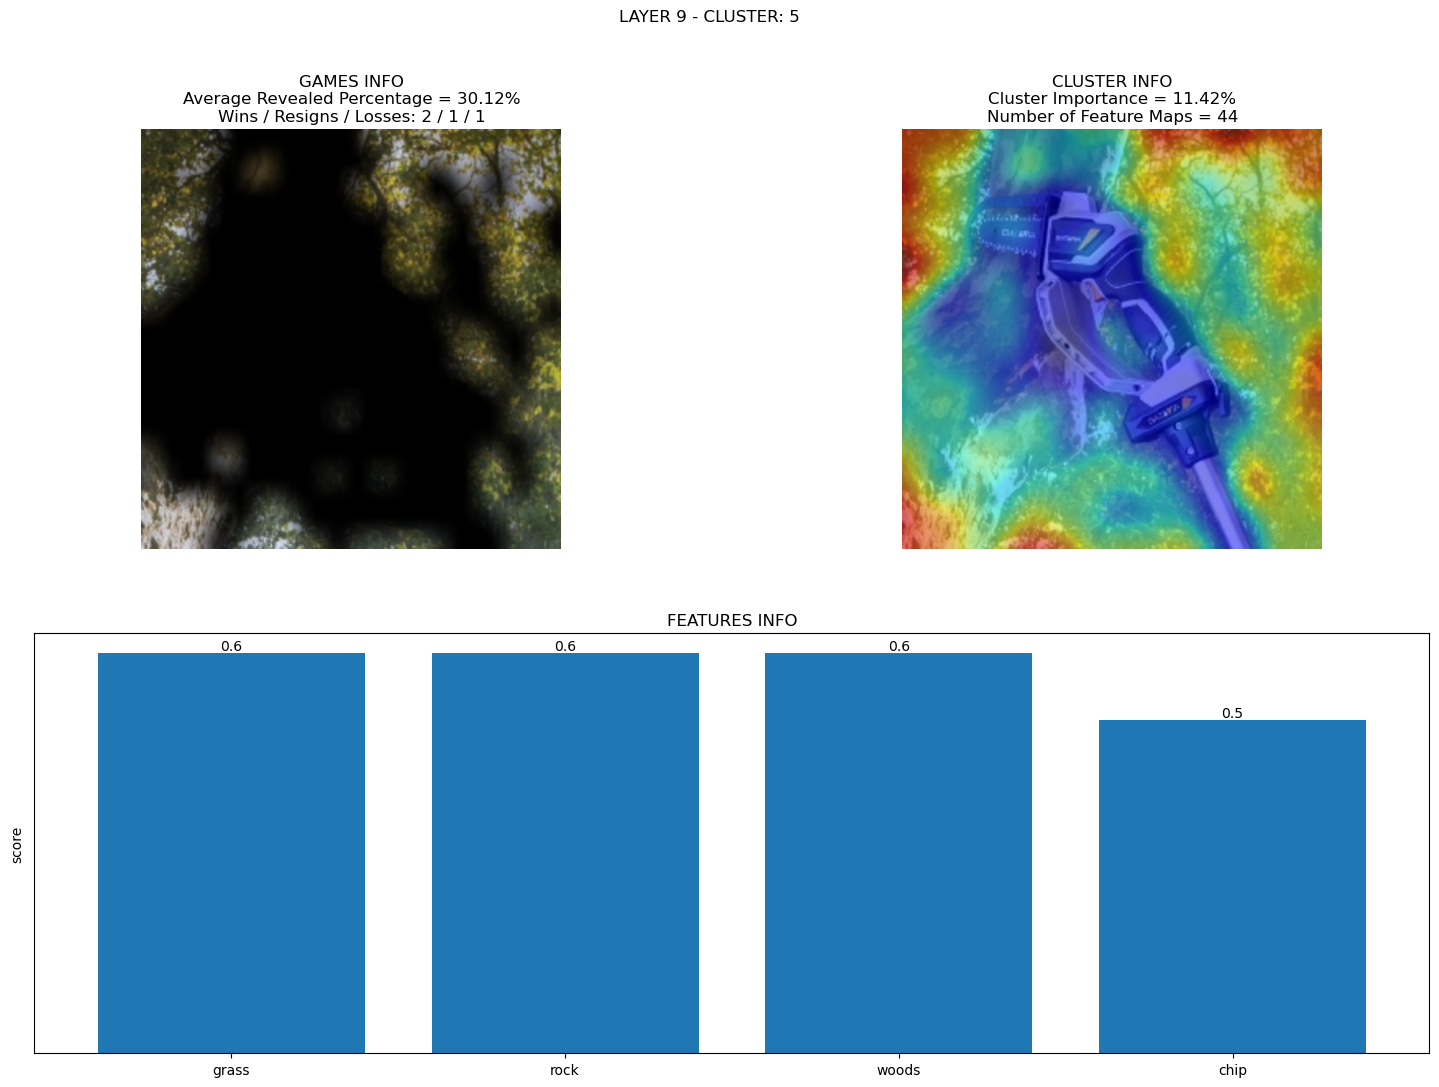 LAYER 9 - CLUSTER: 5
GAMES INFO
Average Revealed Percentage = 30.12%
Wins / Resigns / Losses: 2 / 1 / 1
CLUSTER INFO
Cluster Importance = 11.42%
Number of Feature Maps = 44
FEATURES INFO
0.6
0.6
0.6
0.5
score
grass
rock
woods
chip